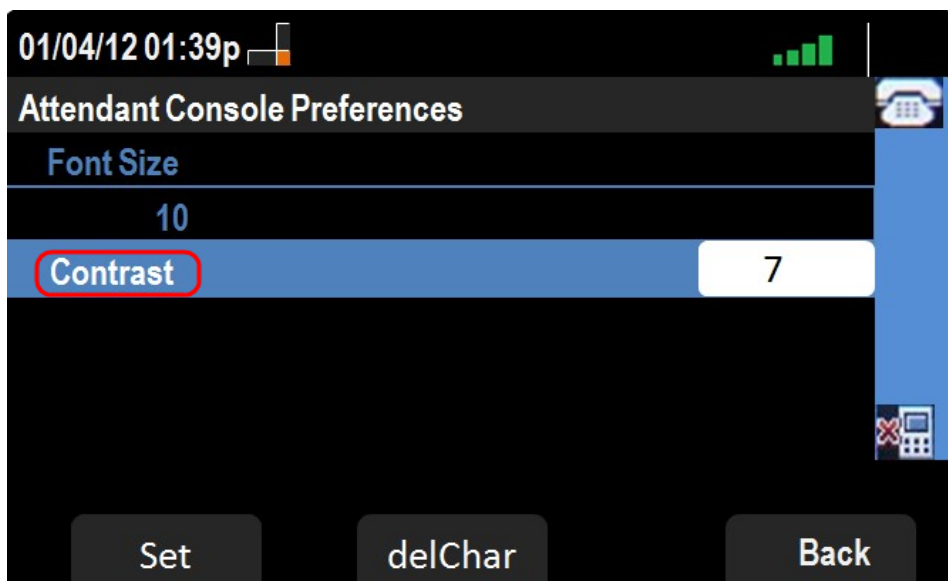 01/04/12 01:39p
Attendant Console Preferences
Font Size
10
Contrast 7
Set delChar Back